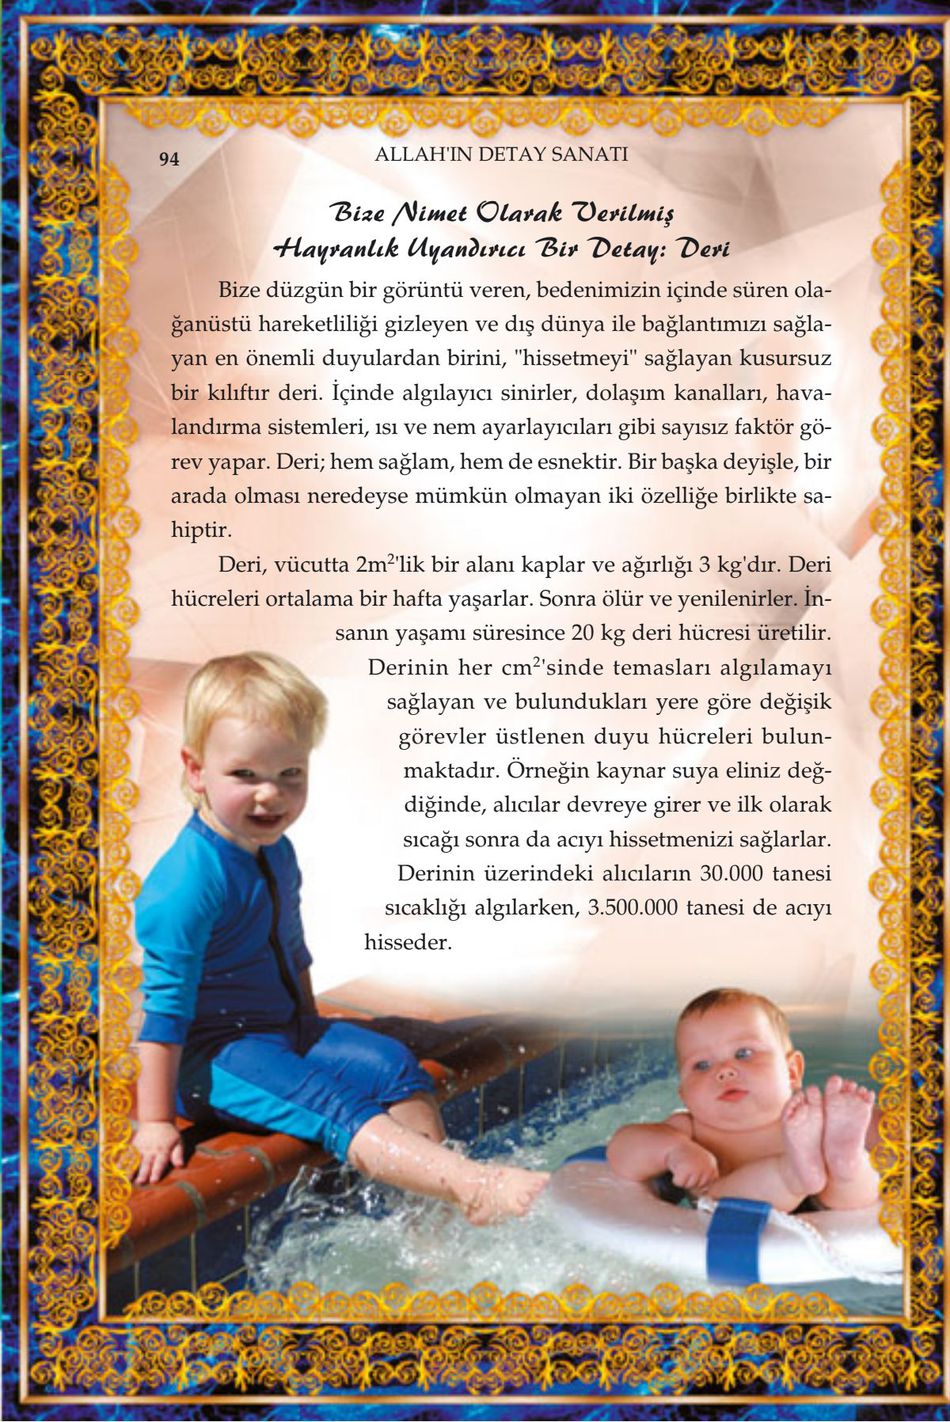 94
ALLAH'IN DETAY SANATI
Bize Nimet Olarak Verilmiş
Hayranlık Uyandırıcı Bir Detay: Deri
Bize düzgün bir görüntü veren, bedenimizin içinde süren ola-
ğanüstü hareketliliği gizleyen ve dış dünya ile bağlantımızı sağla-
yan en önemli duyulardan birini, "hissetmeyi" sağlayan kusursuz
bir kılıftır deri. İçinde algılayıcı sinirler, dolaşım kanalları, hava-
landırma sistemleri, ısı ve nem ayarlayıcıları gibi sayısız faktör gö-
rev yapar. Deri; hem sağlam, hem de esnektir. Bir başka deyişle, bir
arada olması neredeyse mümkün olmayan iki özelliğe birlikte sa-
hiptir.
Deri, vücutta 2m²'lik bir alanı kaplar ve ağırlığı 3 kg'dır. Deri
hücreleri ortalama bir hafta yaşarlar. Sonra ölür ve yenilenirler. İn-
sanın yaşamı süresince 20 kg deri hücresi üretilir.
Derinin her cm²'sinde temasları algılamayı
sağlayan ve bulundukları yere göre değişik
görevler üstlenen duyu hücreleri bulun-
maktadır. Örneğin kaynar suya eliniz değ-
diğinde, alıcılar devreye girer ve ilk olarak
sıcağı sonra da acıyı hissetmenizi sağlarlar.
Derinin üzerindeki alıcıların 30.000 tanesi
sıcaklığı algılarken, 3.500.000 tanesi de acıyı
hisseder.